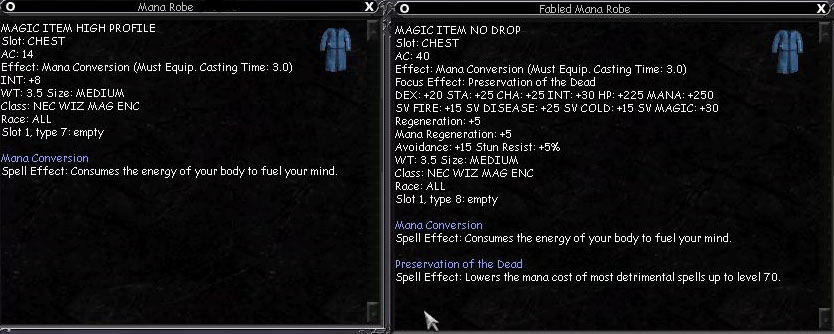 Mana Robe
MAGIC ITEM HIGH PROFILE
Slot: CHEST
AC: 14
Effect: Mana Conversion (Must Equip. Casting Time: 3.0)
INT: +8
WT: 3.5 Size: MEDIUM
Class: NEC WIZ MAG ENC
Race: ALL
Slot 1, type 7: empty
Mana Conversion
Spell Effect: Consumes the energy of your body to fuel your mind.
Fabled Mana Robe
MAGIC ITEM NO DROP
Slot: CHEST
AC: 40
Effect: Mana Conversion (Must Equip. Casting Time: 3.0)
Focus Effect: Preservation of the Dead
DEX: +20 STA: +25 CHA: +25 INT: +30 HP: +225 MANA: +250
SV FIRE: +15 SV DISEASE: +25 SV COLD: +15 SV MAGIC: +30
Regeneration: +5
Mana Regeneration: +5
Avoidance: +15 Stun Resist: +5%
WT: 3.5 Size: MEDIUM
Class: NEC WIZ MAG ENC
Race: ALL
Slot 1, type 8: empty
Mana Conversion
Spell Effect: Consumes the energy of your body to fuel your mind.
Preservation of the Dead
Spell Effect: Lowers the mana cost of most detrimental spells up to level 70.